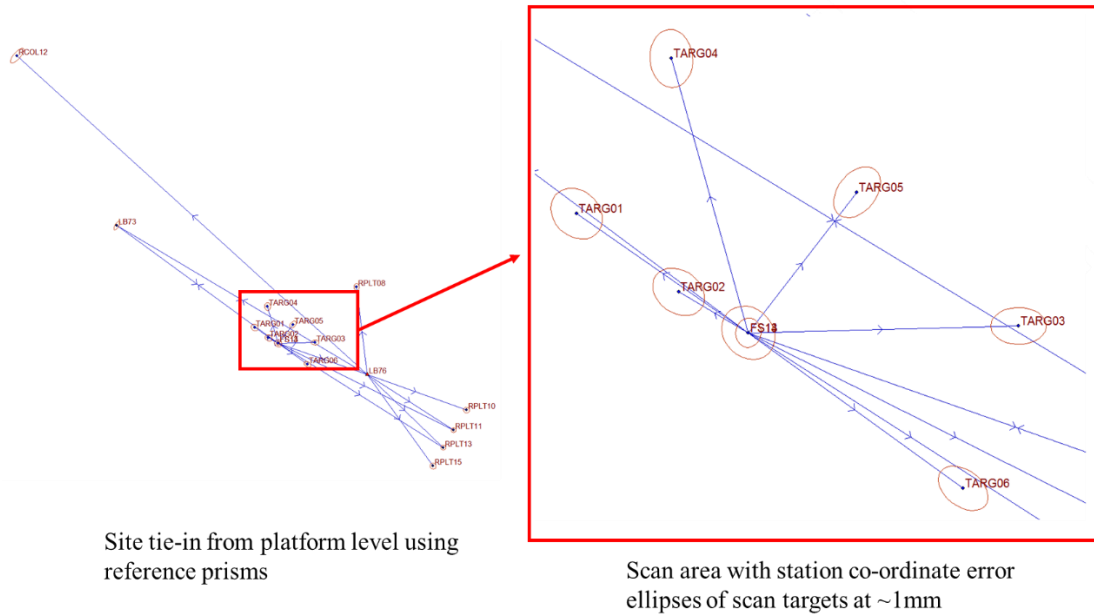 RCOL12
LB73
RPLT08
TARG04
TARG01
TARG05
TARG02
TARG03
TARG06
LB76
RPLT10
RPLT11
RPLT13
RPLT15
TARG04
TARG05
TARG01
TARG02
TARG03
TARG06
Site tie-in from platform level using
reference prisms
Scan area with station co-ordinate error
ellipses of scan targets at ~1mm